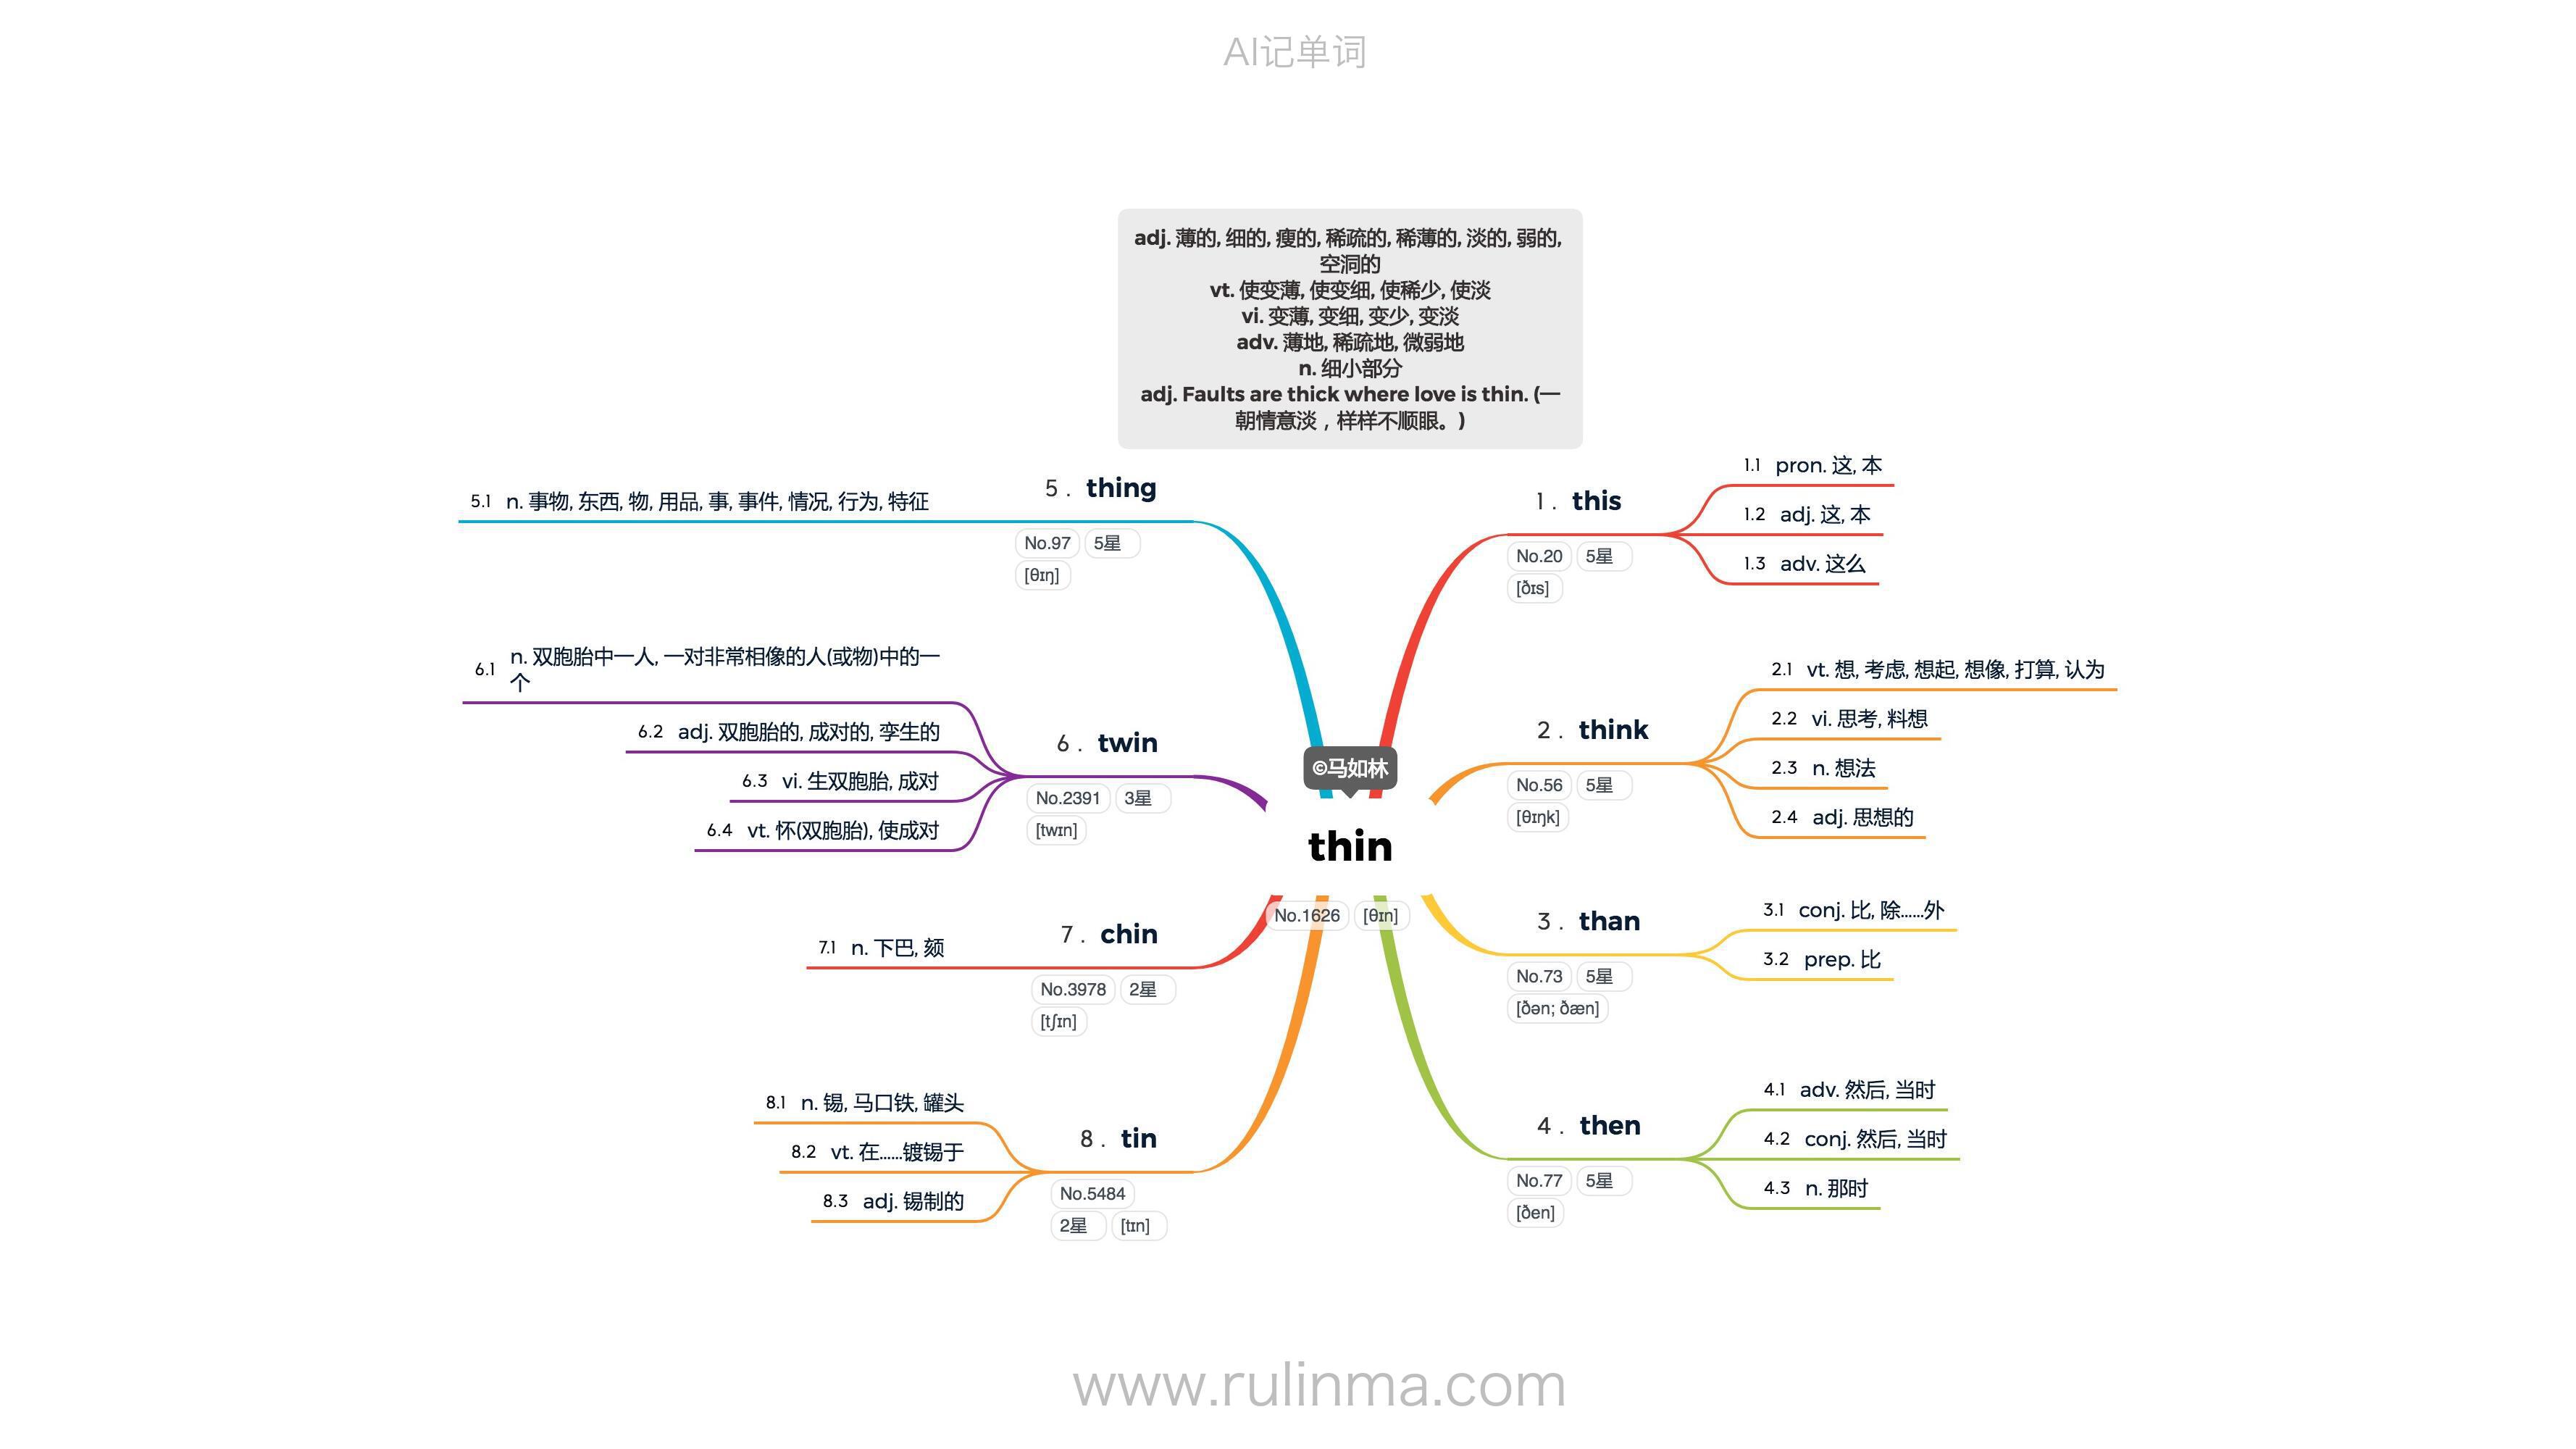 AI记单词
adj. 薄的, 细的, 瘦的, 稀疏的, 稀薄的, 淡的, 弱的,
空洞的
vt. 使变薄, 使变细, 使稀少, 使淡
vi. 变薄, 变细, 变少, 变淡
adv. 薄地, 稀疏地, 微弱地
n. 细小部分
adj. Faults are thick where love is thin. (一
朝情意淡，样样不顺眼。)
©马如林
thin
No.1626 [θɪn]
1 . this
No.20 5星
[ðɪs]
1.1 pron. 这, 本
1.2 adj. 这, 本
1.3 adv. 这么
2 . think
No.56 5星
[θɪŋk]
2.1 vt. 想, 考虑, 想起, 想像, 打算, 认为
2.2 vi. 思考, 料想
2.3 n. 想法
2.4 adj. 思想的
3 . than
No.73 5星
[ðən; ðæn]
3.1 conj. 比, 除......外
3.2 prep. 比
4 . then
No.77 5星
[ðen]
4.1 adv. 然后, 当时
4.2 conj. 然后, 当时
4.3 n. 那时
5 . thing
No.97 5星
[θɪŋ]
5.1 n. 事物, 东西, 物, 用品, 事, 事件, 情况, 行为, 特征
6 . twin
No.2391 3星
[twɪn]
6.1 n. 双胞胎中一人, 一对非常相像的人(或物)中的一
个
6.2 adj. 双胞胎的, 成对的, 孪生的
6.3 vi. 生双胞胎, 成对
6.4 vt. 怀(双胞胎), 使成对
7 . chin
No.3978 2星
[tʃɪn]
7.1 n. 下巴, 颏
8 . tin
No.5484
2星 [tɪn]
8.1 n. 锡, 马口铁, 罐头
8.2 vt. 在......镀锡于
8.3 adj. 锡制的
www.rulinma.com